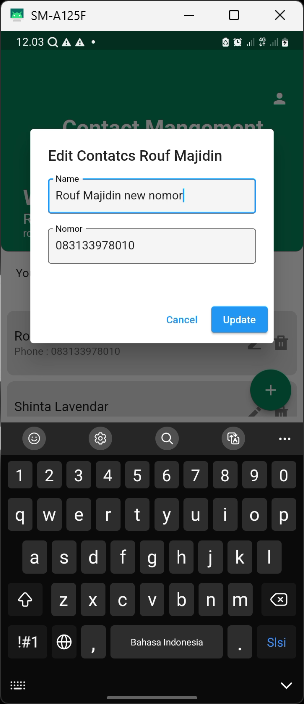 SM-A125F
12.03
Contact Mangement
W
R
ro
Edit Contatcs Rouf Majidin
Name
Rouf Majidin new nomor
Nomor
083133978010
Yo
Cancel
Update
Ro
Phone : 083133978010
+
Shinta Lavendar
1 2 3 4 5 6 7 8 9 0
q w e r t y u i o p
a s d f g h j k l
z x c v b n m
!#1 , Bahasa Indonesia . Slsi